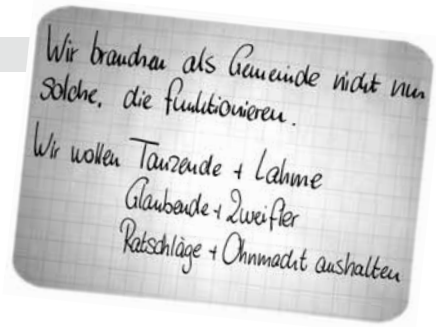 Wir brauchen als Gemeinde nicht nur
solche, die funktionieren.
Wir wollen Tanzende + Lahme
Glaubende + Zweifler
Ratschläge + Ohnmacht aushalten